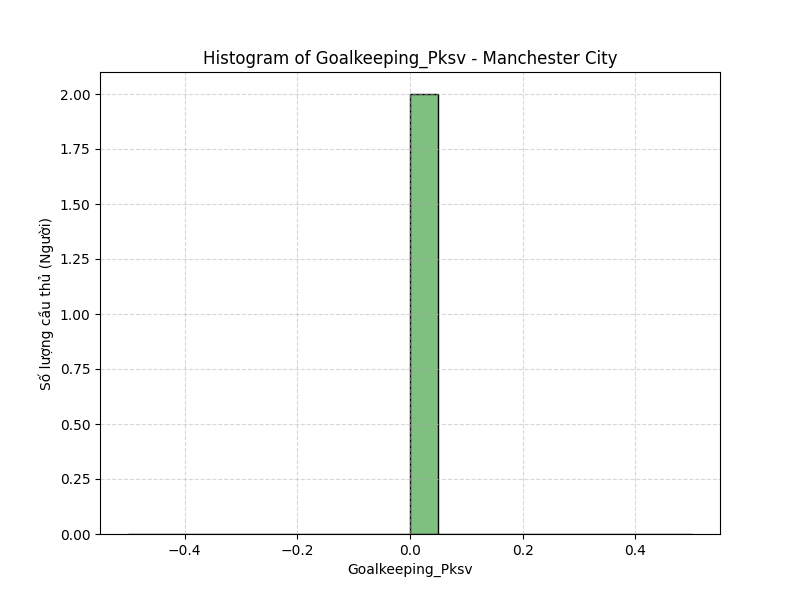 Histogram of Goalkeeping_Pksv - Manchester City
2.00
1.75
1.50
1.25
1.00
0.75
0.50
0.25
0.00
Số lượng cầu thủ (Người)
−0.4 −0.2 0.0 0.2 0.4
Goalkeeping_Pksv